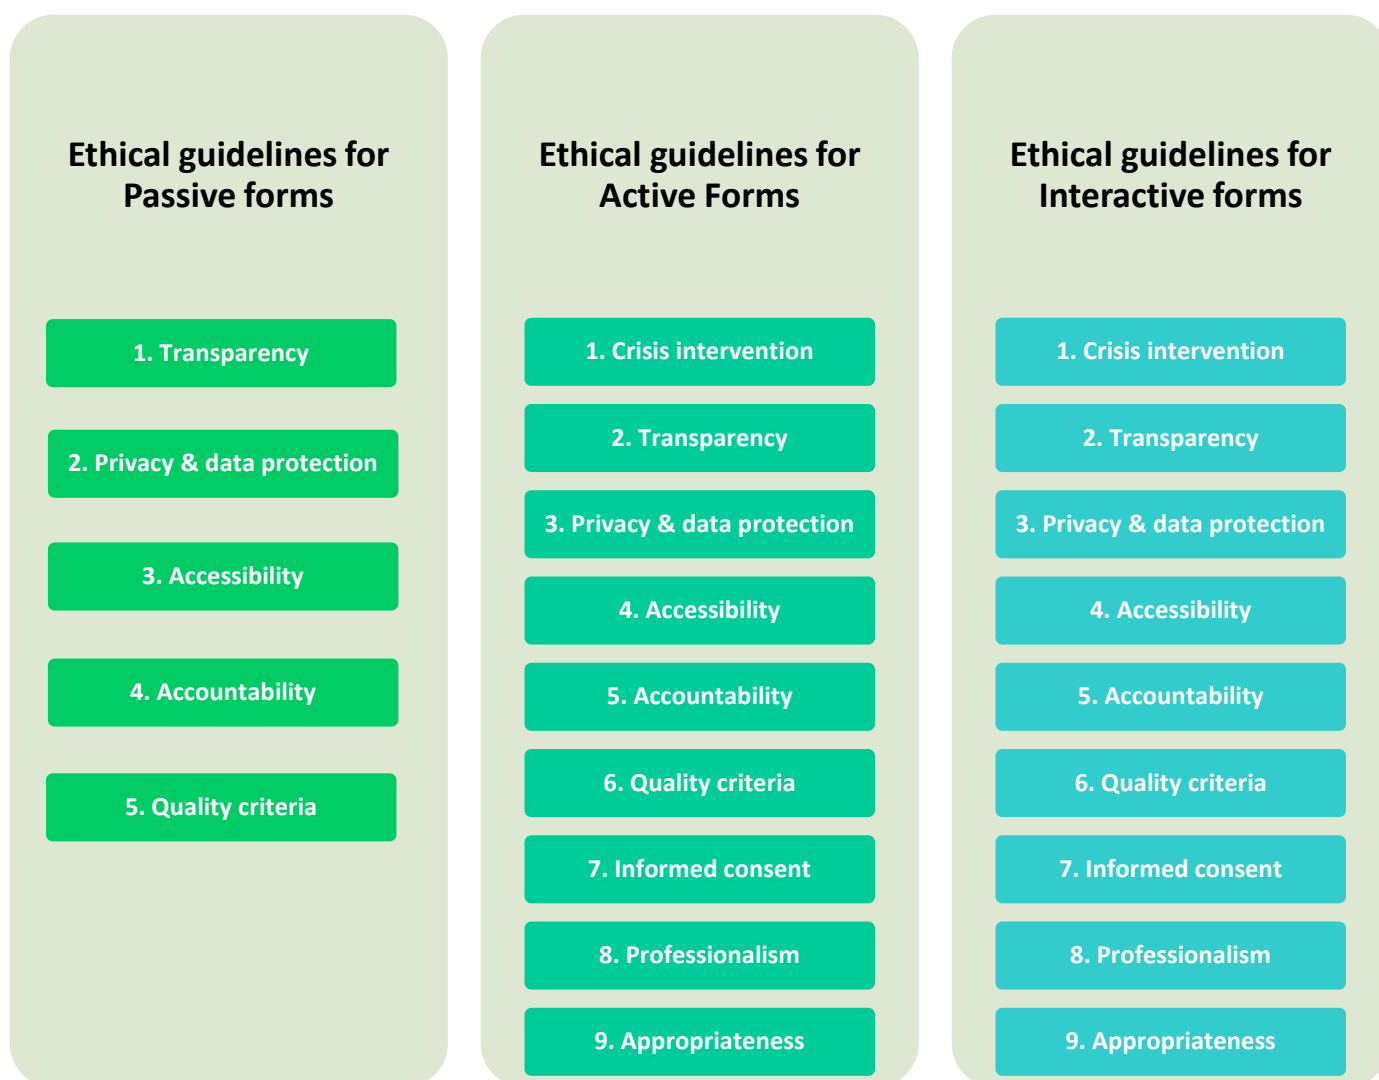 Ethical guidelines for
Passive forms
1. Transparency
2. Privacy & data protection
3. Accessibility
4. Accountability
5. Quality criteria
Ethical guidelines for
Active Forms
1. Crisis intervention
2. Transparency
3. Privacy & data protection
4. Accessibility
5. Accountability
6. Quality criteria
7. Informed consent
8. Professionalism
9. Appropriateness
Ethical guidelines for
Interactive forms
1. Crisis intervention
2. Transparency
3. Privacy & data protection
4. Accessibility
5. Accountability
6. Quality criteria
7. Informed consent
8. Professionalism
9. Appropriateness